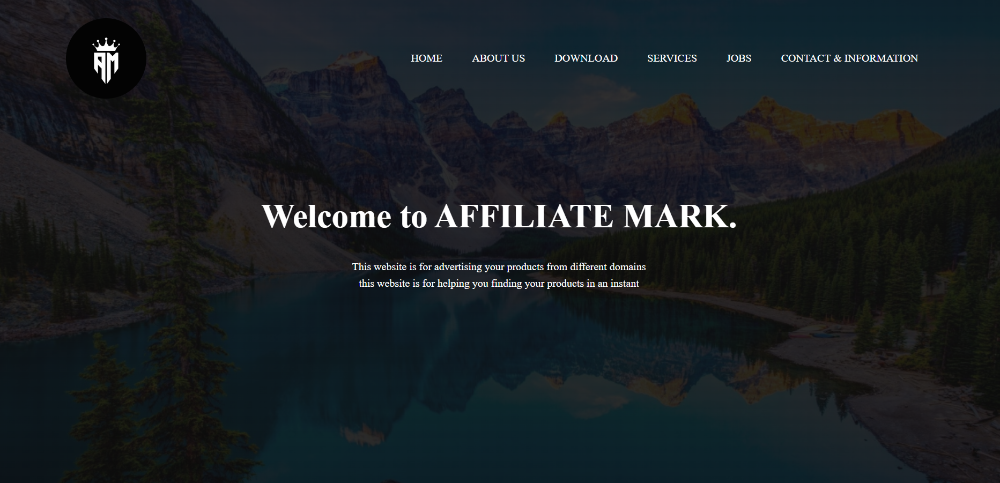 AM
HOME ABOUT US DOWNLOAD SERVICES JOBS CONTACT & INFORMATION
Welcome to AFFILIATE MARK.
This website is for advertising your products from different domains
this website is for helping you finding your products in an instant